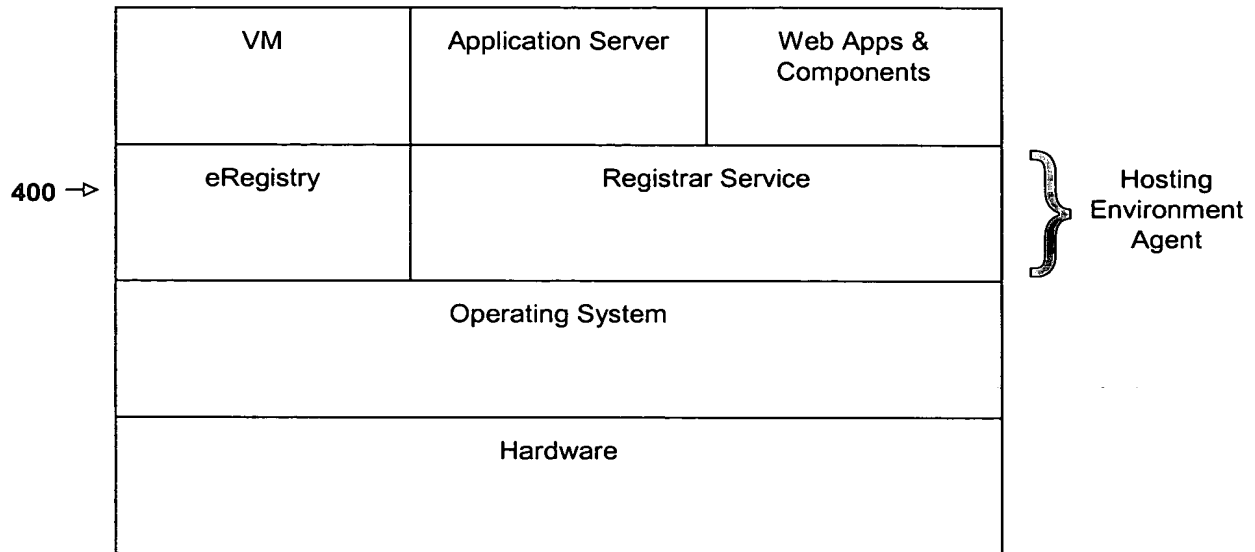 VM
Application Server
Web Apps &
Components
400
eRegistry
Registrar Service
Hosting
Environment
Agent
Operating System
Hardware